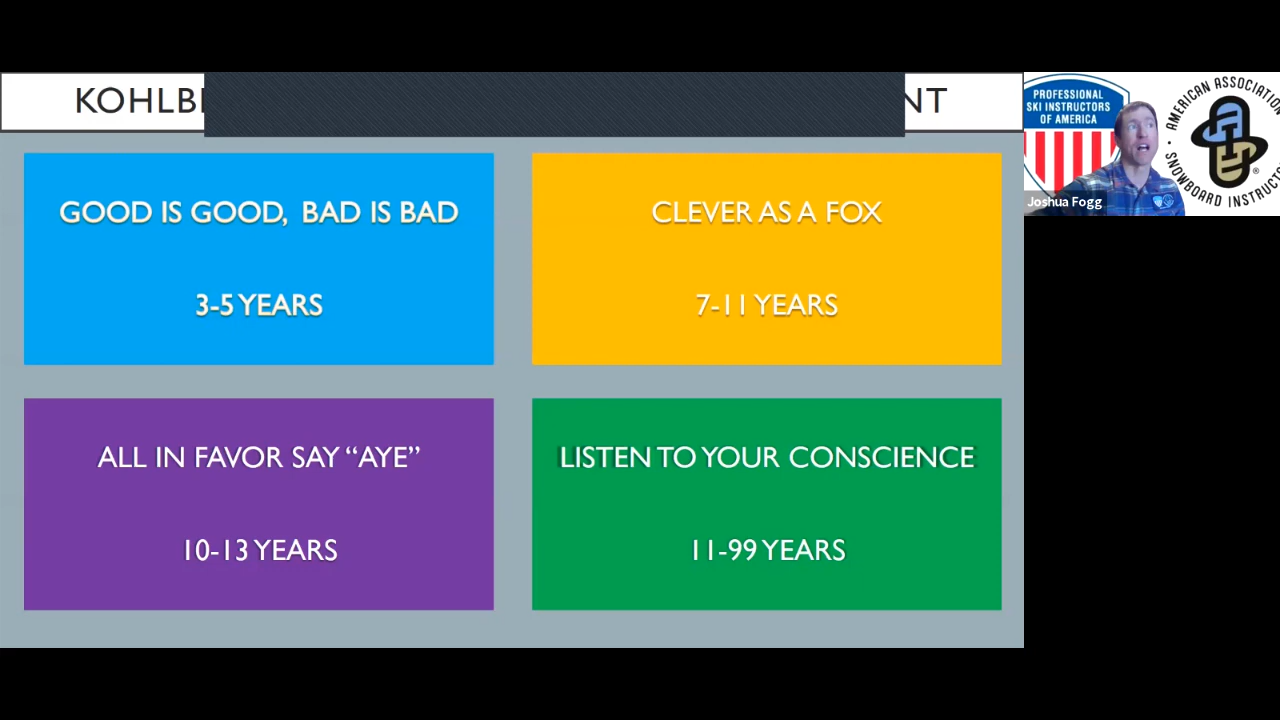 KOHLB
NT
GOOD IS GOOD, BAD IS BAD
3-5 YEARS
CLEVER AS A FOX
7-11 YEARS
ALL IN FAVOR SAY “AYE”
10-13 YEARS
LISTEN TO YOUR CONSCIENCE
11-99 YEARS
PROFESSIONAL
SKI INSTRUCTORS
OF AMERICA
Joshua Fogg
AMERICAN ASSOCIATION
SNOWBOARD INSTRUC